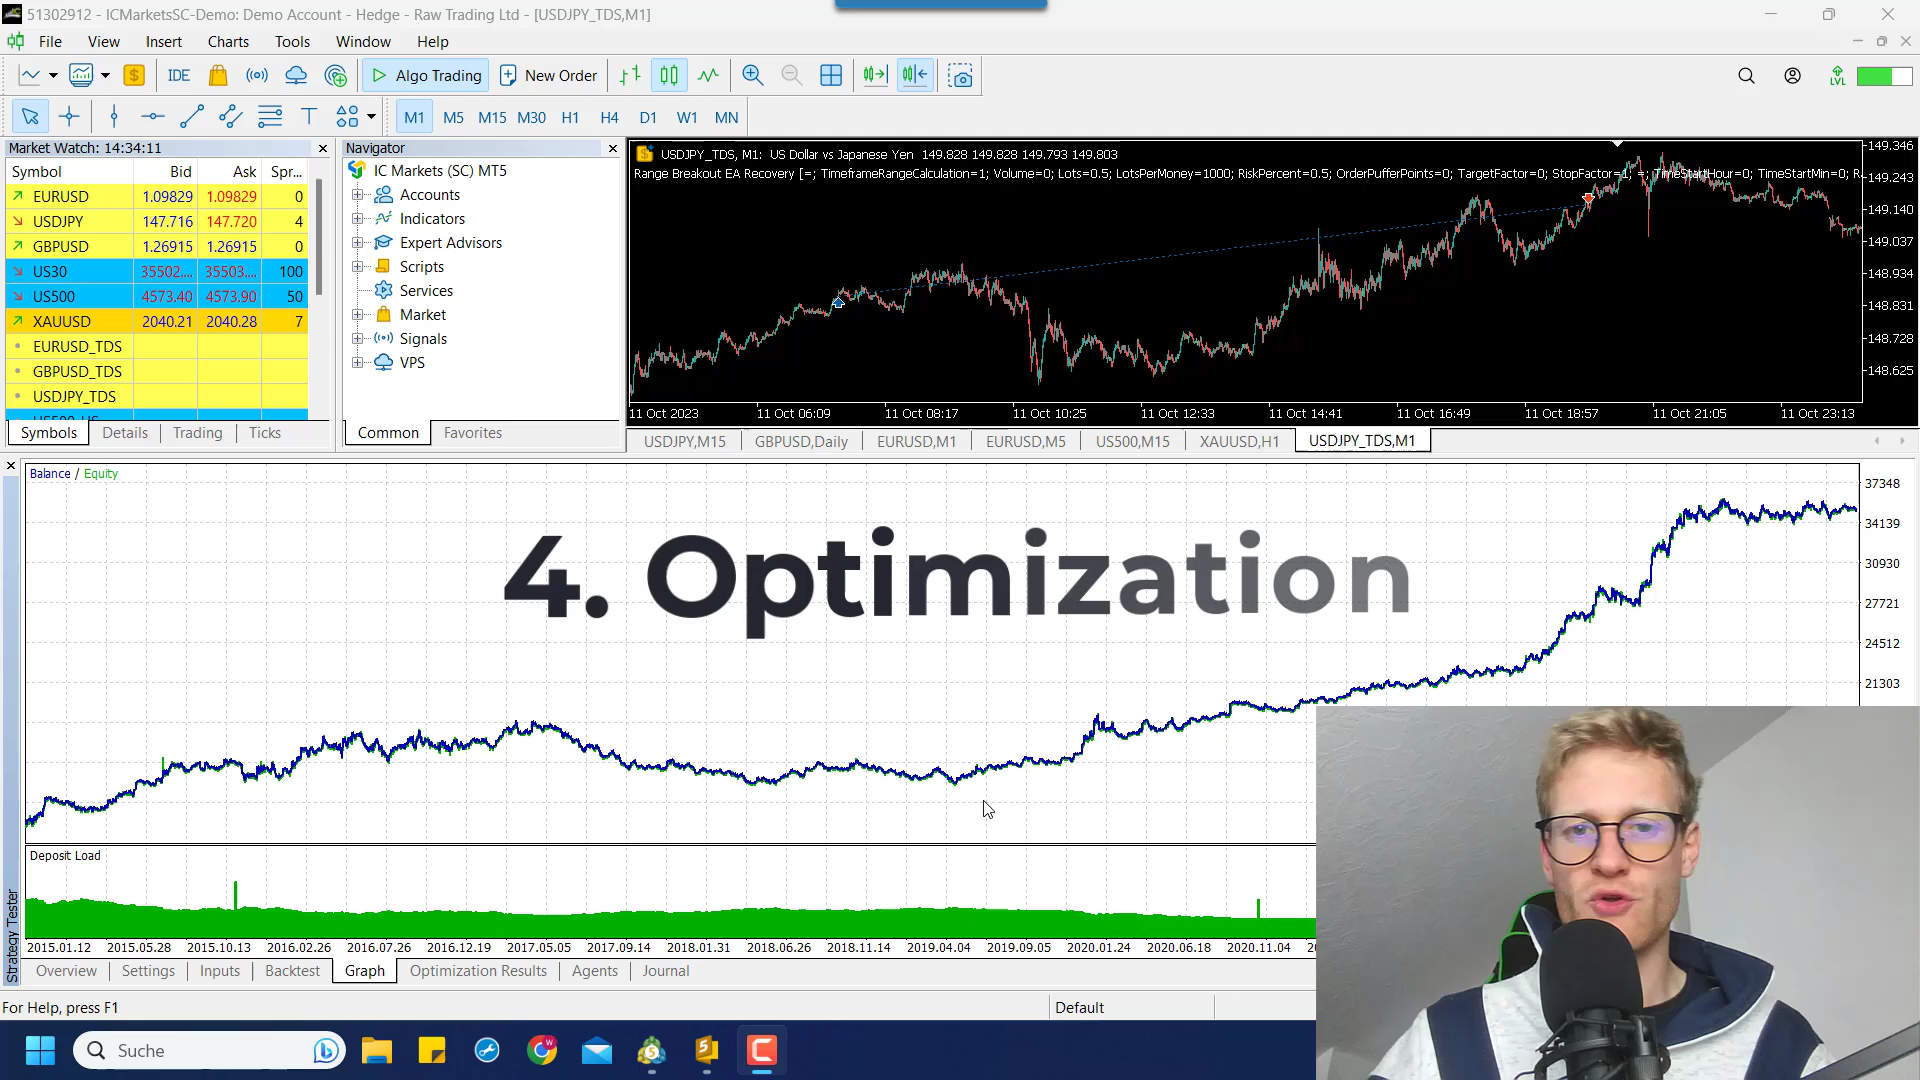 51302912 - ICMarketsSC-Demo: Demo Account - Hedge - Raw Trading Ltd - [USDJPY_TDS,M1]
File View Insert Charts Tools Window Help
IDE Algo Trading New Order LVL
M1 M5 M15 M30 H1 H4 D1 W1 MN
Market Watch: 14:34:11
Symbol Bid Ask Spr...
EURUSD 1.09829 1.09829 0
USDJPY 147.716 147.720 4
GBPUSD 1.26915 1.26915 0
US30 35502.... 35503.... 100
US500 4573.40 4573.90 50
XAUUSD 2040.21 2040.28 7
EURUSD_TDS
GBPUSD_TDS
USDJPY_TDS
Symbols Details Trading Ticks
Navigator
IC Markets (SC) MT5
Accounts
Indicators
Expert Advisors
Scripts
Services
Market
Signals
VPS
Common Favorites
USDJPY_TDS, M1: US Dollar vs Japanese Yen 149.828 149.828 149.793 149.803
Range Breakout EA Recovery [=; TimeframeRangeCalculation=1; Volume=0; Lots=0.5; LotsPerMoney=1000; RiskPercent=0.5; OrderPufferPoints=0; TargetFactor=0; StopFactor=1; =; TimeStartHour=0; TimeStartMin=0; R
149.346
149.243
149.140
149.037
148.934
148.831
148.728
148.625
11 Oct 2023 11 Oct 06:09 11 Oct 08:17 11 Oct 10:25 11 Oct 12:33 11 Oct 14:41 11 Oct 16:49 11 Oct 18:57 11 Oct 21:05 11 Oct 23:13
USDJPY,M15 GBPUSD,Daily EURUSD,M1 EURUSD,M5 US500,M15 XAUUSD,H1 USDJPY_TDS,M1
Balance / Equity
37348
34139
30930
27721
24512
21303
4. Optimization
Deposit Load
2015.01.12 2015.05.28 2015.10.13 2016.02.26 2016.07.26 2016.12.19 2017.05.05 2017.09.14 2018.01.31 2018.06.26 2018.11.14 2019.04.04 2019.09.05 2020.01.24 2020.06.18 2020.11.04
Strategy Tester
Overview Settings Inputs Backtest Graph Optimization Results Agents Journal
For Help, press F1 Default
Suche